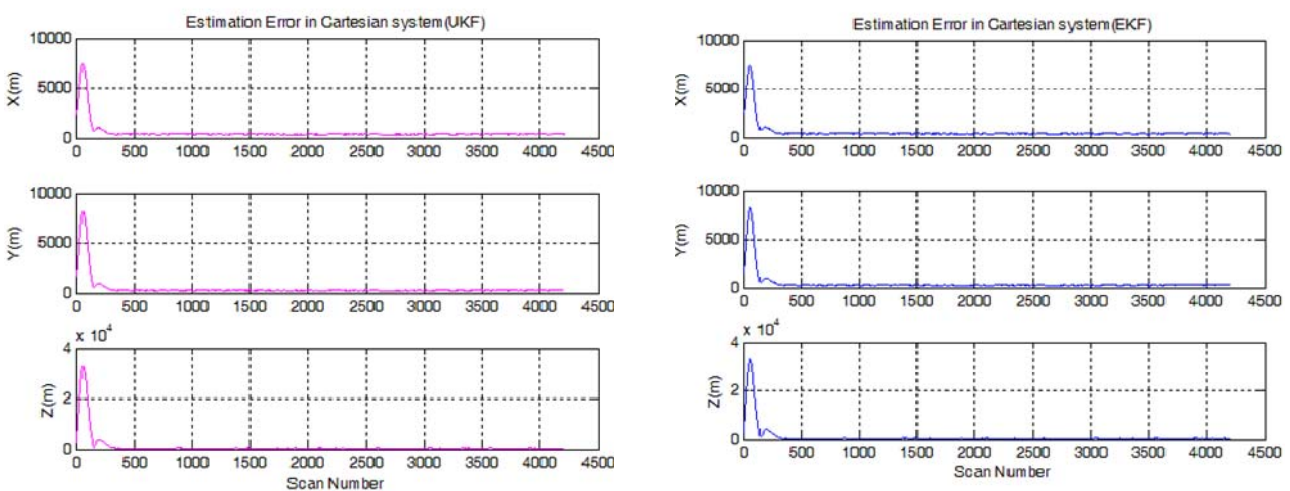 Estimation Error in Cartesian system(UKF)
10000
5000
0
X(m)
0 500 1000 1500 2000 2500 3000 3500 4000 4500
10000
5000
0
Y(m)
0 500 1000 1500 2000 2500 3000 3500 4000 4500
x 10^4
4
2
0
Z(m)
0 500 1000 1500 2000 2500 3000 3500 4000 4500
Scan Number
Estimation Error in Cartesian system(EKF)
10000
5000
0
X(m)
0 500 1000 1500 2000 2500 3000 3500 4000 4500
10000
5000
0
Y(m)
0 500 1000 1500 2000 2500 3000 3500 4000 4500
x 10^4
4
2
0
Z(m)
0 500 1000 1500 2000 2500 3000 3500 4000 4500
Scan Number